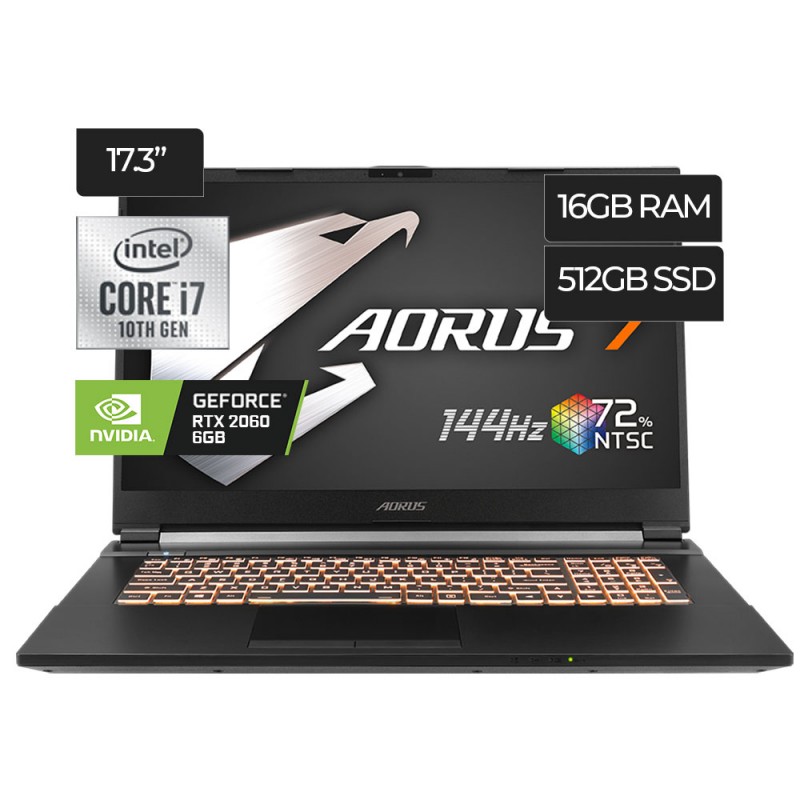 17.3”
16GB RAM
512GB SSD
intel®
CORE™ i7
10TH GEN
AORUS 7
NVIDIA.
GEFORCE®
RTX 2060
6GB
144Hz
72%
NTSC
AORUS